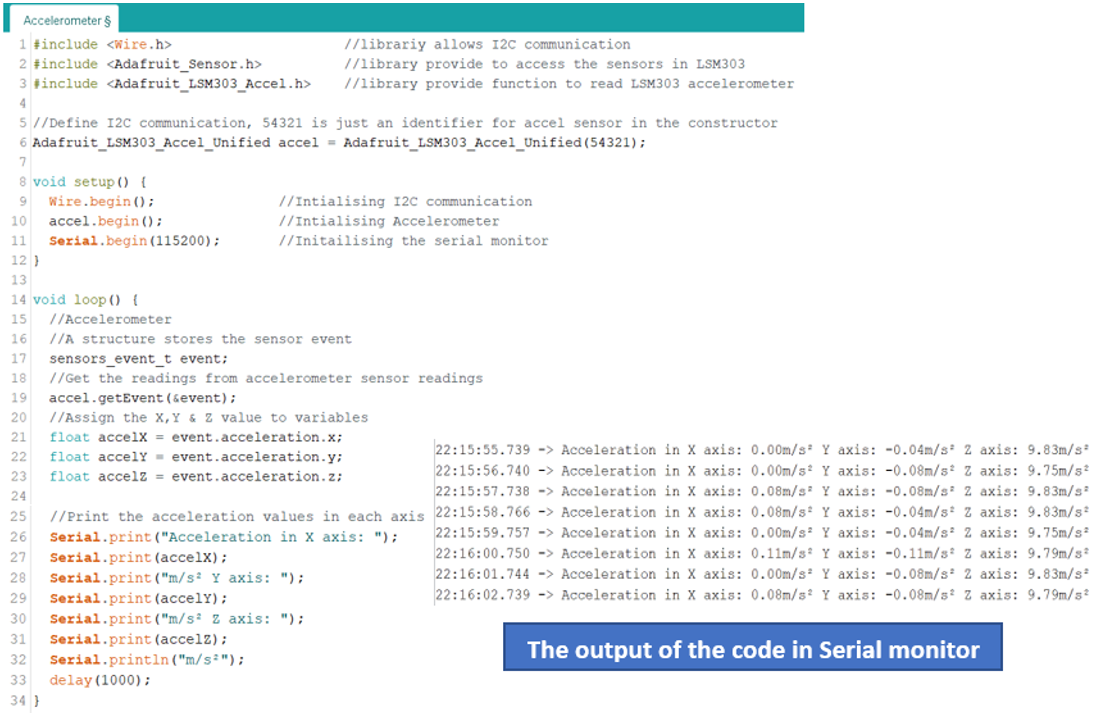 Accelerometer §
1 #include <Wire.h> //librariy allows I2C communication
2 #include <Adafruit_Sensor.h> //library provide to access the sensors in LSM303
3 #include <Adafruit_LSM303_Accel.h> //library provide function to read LSM303 accelerometer
4
5 //Define I2C communication, 54321 is just an identifier for accel sensor in the constructor
6 Adafruit_LSM303_Accel_Unified accel = Adafruit_LSM303_Accel_Unified(54321);
7
8 void setup() {
9 Wire.begin(); //Intialising I2C communication
10 accel.begin(); //Intialising Accelerometer
11 Serial.begin(115200); //Initailising the serial monitor
12 }
13
14 void loop() {
15 //Accelerometer
16 //A structure stores the sensor event
17 sensors_event_t event;
18 //Get the readings from accelerometer sensor readings
19 accel.getEvent(&event);
20 //Assign the X,Y & Z value to variables
21 float accelX = event.acceleration.x;
22 float accelY = event.acceleration.y;
23 float accelZ = event.acceleration.z;
24
25 //Print the acceleration values in each axis
26 Serial.print("Acceleration in X axis: ");
27 Serial.print(accelX);
28 Serial.print("m/s² Y axis: ");
29 Serial.print(accelY);
30 Serial.print("m/s² Z axis: ");
31 Serial.print(accelZ);
32 Serial.println("m/s²");
33 delay(1000);
34 }
22:15:55.739 -> Acceleration in X axis: 0.00m/s² Y axis: -0.04m/s² Z axis: 9.83m/s²
22:15:56.740 -> Acceleration in X axis: 0.00m/s² Y axis: -0.08m/s² Z axis: 9.75m/s²
22:15:57.738 -> Acceleration in X axis: 0.08m/s² Y axis: -0.08m/s² Z axis: 9.83m/s²
22:15:58.766 -> Acceleration in X axis: 0.08m/s² Y axis: -0.04m/s² Z axis: 9.83m/s²
22:15:59.757 -> Acceleration in X axis: 0.00m/s² Y axis: -0.04m/s² Z axis: 9.75m/s²
22:16:00.750 -> Acceleration in X axis: 0.11m/s² Y axis: -0.11m/s² Z axis: 9.79m/s²
22:16:01.744 -> Acceleration in X axis: 0.00m/s² Y axis: -0.08m/s² Z axis: 9.83m/s²
22:16:02.739 -> Acceleration in X axis: 0.08m/s² Y axis: -0.08m/s² Z axis: 9.79m/s²
The output of the code in Serial monitor